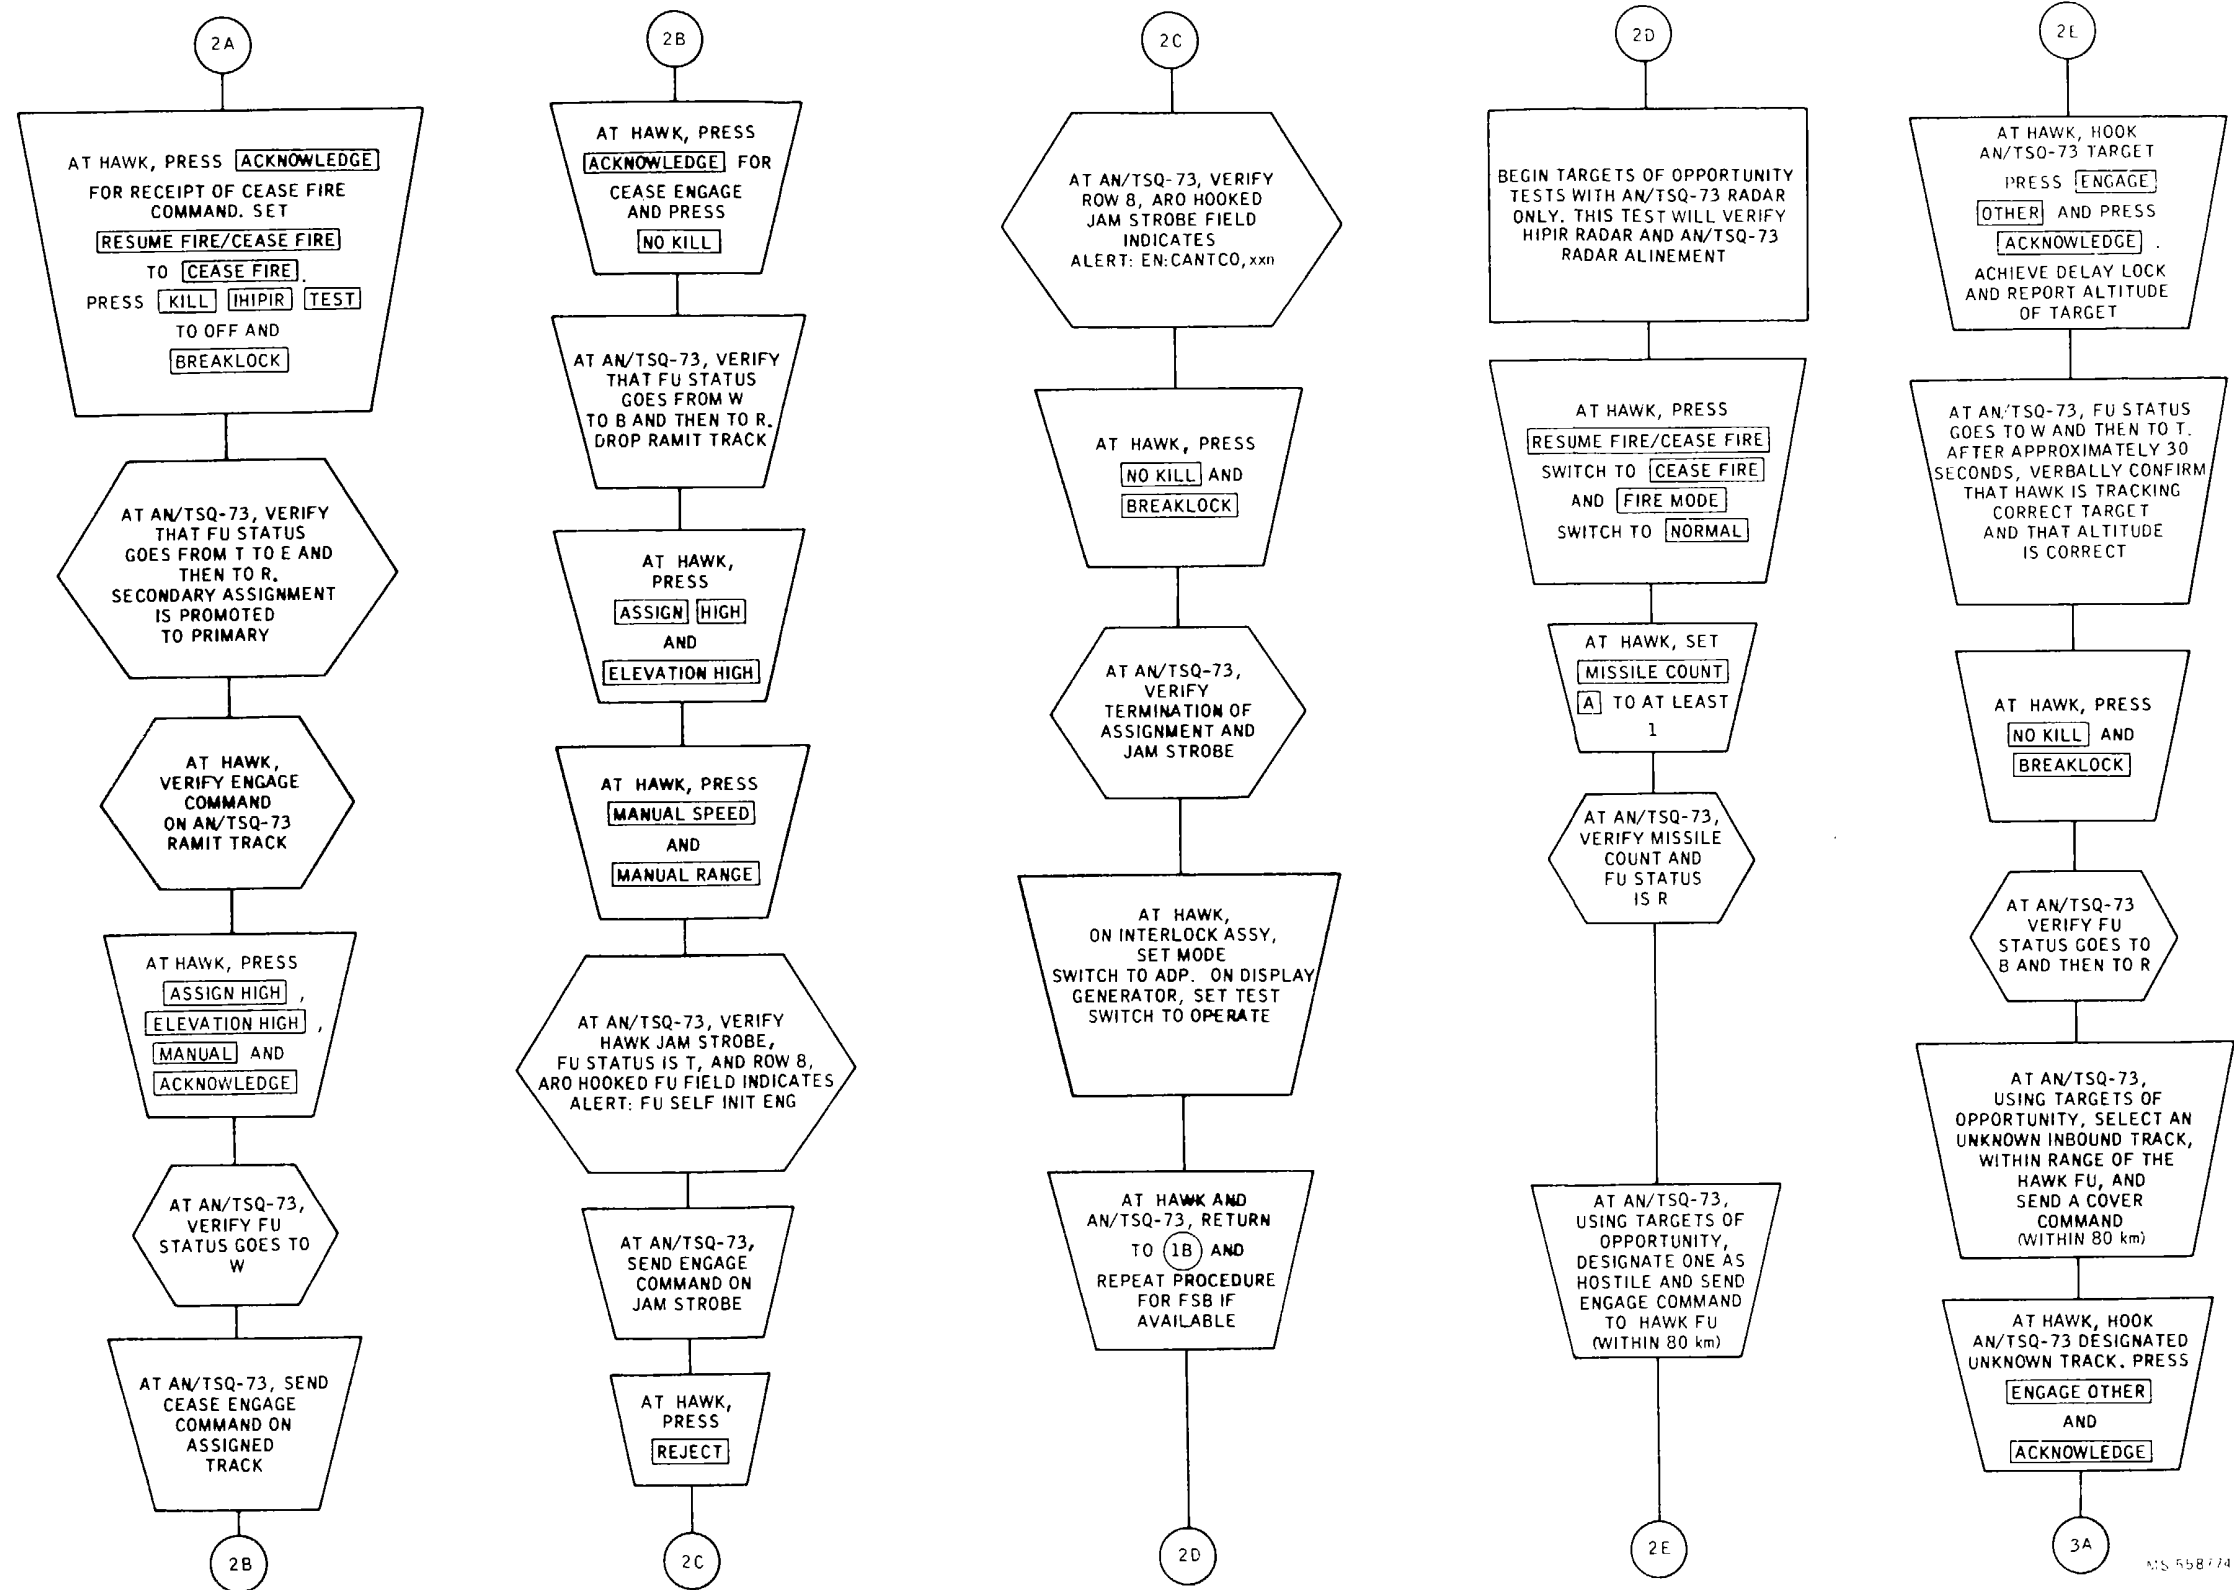 2A
AT HAWK, PRESS ACKNOWLEDGE
FOR RECEIPT OF CEASE FIRE
COMMAND. SET
RESUME FIRE/CEASE FIRE
TO CEASE FIRE.
PRESS KILL IHIPIR TEST
TO OFF AND
BREAKLOCK
AT AN/TSQ-73, VERIFY
THAT FU STATUS
GOES FROM T TO E AND
THEN TO R.
SECONDARY ASSIGNMENT
IS PROMOTED
TO PRIMARY
AT HAWK,
VERIFY ENGAGE
COMMAND
ON AN/TSQ-73
RAMIT TRACK
AT HAWK, PRESS
ASSIGN HIGH ,
ELEVATION HIGH ,
MANUAL AND
ACKNOWLEDGE
AT AN/TSQ-73,
VERIFY FU
STATUS GOES TO
W
AT AN/TSQ-73, SEND
CEASE ENGAGE
COMMAND ON
ASSIGNED
TRACK
2B
2B
AT HAWK, PRESS
ACKNOWLEDGE FOR
CEASE ENGAGE
AND PRESS
NO KILL
AT AN/TSQ-73, VERIFY
THAT FU STATUS
GOES FROM W
TO B AND THEN TO R.
DROP RAMIT TRACK
AT HAWK,
PRESS
ASSIGN HIGH
AND
ELEVATION HIGH
AT HAWK, PRESS
MANUAL SPEED
AND
MANUAL RANGE
AT AN/TSQ-73, VERIFY
HAWK JAM STROBE,
FU STATUS IS T, AND ROW 8,
ARO HOOKED FU FIELD INDICATES
ALERT: FU SELF INIT ENG
AT AN/TSQ-73,
SEND ENGAGE
COMMAND ON
JAM STROBE
AT HAWK,
PRESS
REJECT
2C
2C
AT AN/TSQ-73, VERIFY
ROW 8, ARO HOOKED
JAM STROBE FIELD
INDICATES
ALERT: EN:CANTCO,xxn
AT HAWK, PRESS
NO KILL AND
BREAKLOCK
AT AN/TSQ-73,
VERIFY
TERMINATION OF
ASSIGNMENT AND
JAM STROBE
AT HAWK,
ON INTERLOCK ASSY,
SET MODE
SWITCH TO ADP. ON DISPLAY
GENERATOR, SET TEST
SWITCH TO OPERATE
AT HAWK AND
AN/TSQ-73, RETURN
TO 1B AND
REPEAT PROCEDURE
FOR FSB IF
AVAILABLE
2D
2D
BEGIN TARGETS OF OPPORTUNITY
TESTS WITH AN/TSQ-73 RADAR
ONLY. THIS TEST WILL VERIFY
HIPIR RADAR AND AN/TSQ-73
RADAR ALINEMENT
AT HAWK, PRESS
RESUME FIRE/CEASE FIRE
SWITCH TO CEASE FIRE
AND FIRE MODE
SWITCH TO NORMAL
AT HAWK, SET
MISSILE COUNT
A TO AT LEAST
1
AT AN/TSQ-73,
VERIFY MISSILE
COUNT AND
FU STATUS
IS R
AT AN/TSQ-73,
USING TARGETS OF
OPPORTUNITY,
DESIGNATE ONE AS
HOSTILE AND SEND
ENGAGE COMMAND
TO HAWK FU
(WITHIN 80 km)
2E
2E
AT HAWK, HOOK
AN/TSQ-73 TARGET
PRESS ENGAGE
OTHER AND PRESS
ACKNOWLEDGE .
ACHIEVE DELAY LOCK
AND REPORT ALTITUDE
OF TARGET
AT AN/TSQ-73, FU STATUS
GOES TO W AND THEN TO T.
AFTER APPROXIMATELY 30
SECONDS, VERBALLY CONFIRM
THAT HAWK IS TRACKING
CORRECT TARGET
AND THAT ALTITUDE
IS CORRECT
AT HAWK, PRESS
NO KILL AND
BREAKLOCK
AT AN/TSQ-73
VERIFY FU
STATUS GOES TO
B AND THEN TO R
AT AN/TSQ-73,
USING TARGETS OF
OPPORTUNITY, SELECT AN
UNKNOWN INBOUND TRACK,
WITHIN RANGE OF THE
HAWK FU, AND
SEND A COVER
COMMAND
(WITHIN 80 km)
AT HAWK, HOOK
AN/TSQ-73 DESIGNATED
UNKNOWN TRACK. PRESS
ENGAGE OTHER
AND
ACKNOWLEDGE
3A
MS 558774